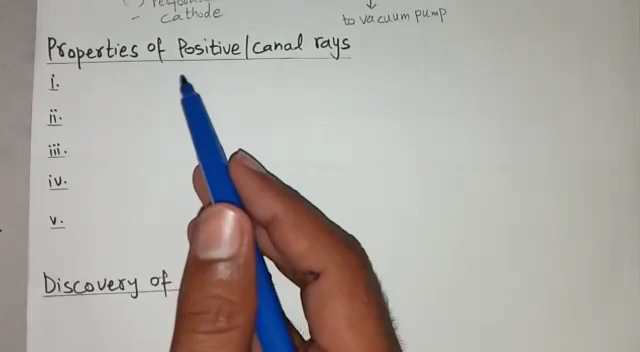 (-)
- cathode
to vacuum pump
Properties of Positive/canal rays
i.
ii.
iii.
iv.
v.
Discovery of